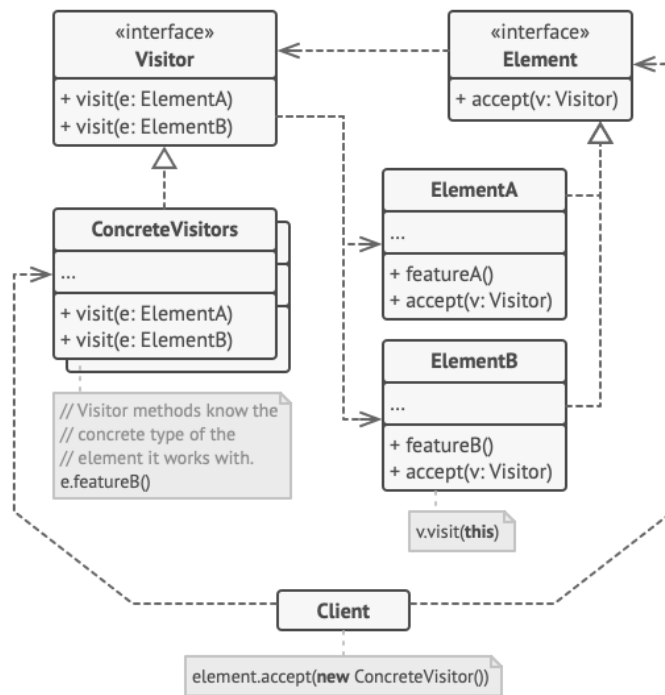 «interface»
Visitor
+ visit(e: ElementA)
+ visit(e: ElementB)
«interface»
Element
+ accept(v: Visitor)
ConcreteVisitors
...
+ visit(e: ElementA)
+ visit(e: ElementB)
// Visitor methods know the
// concrete type of the
// element it works with.
e.featureB()
ElementA
...
+ featureA()
+ accept(v: Visitor)
ElementB
...
+ featureB()
+ accept(v: Visitor)
v.visit(this)
Client
element.accept(new ConcreteVisitor())